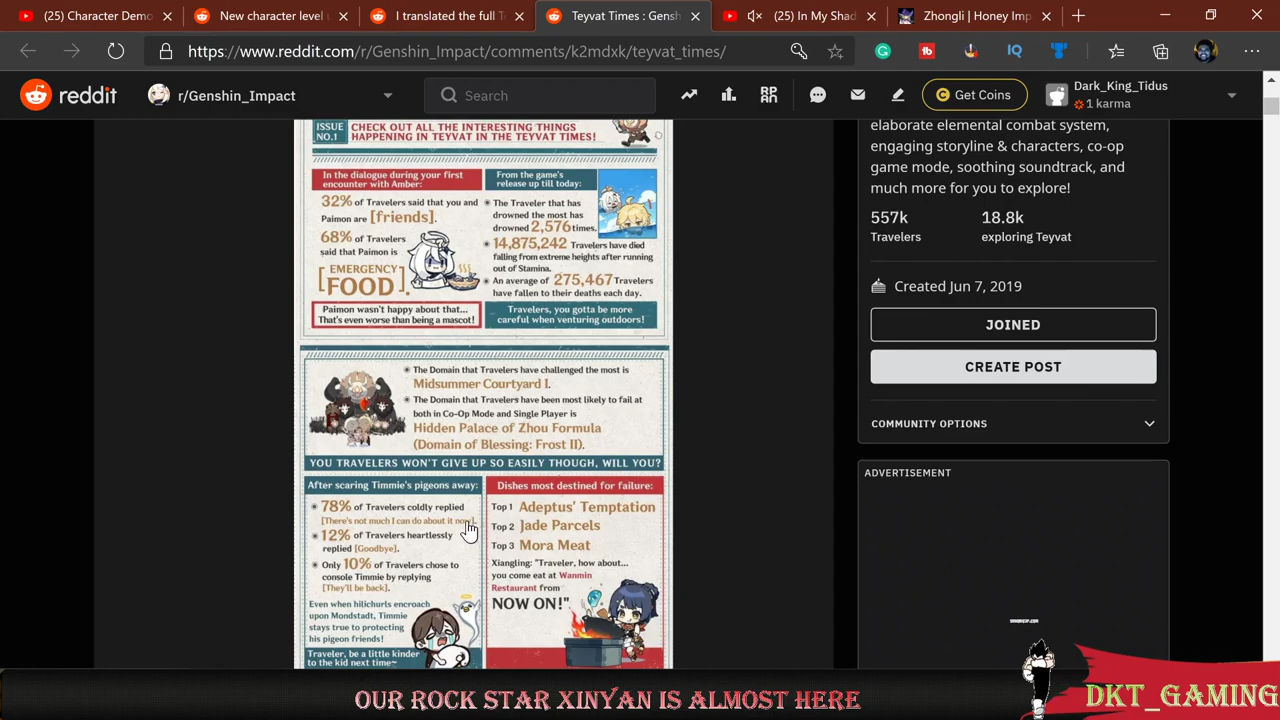 (25) Character Demo
New character level
I translated the full T
Teyvat Times : Gensh
(25) In My Shad
Zhongli | Honey Imp
https://www.reddit.com/r/Genshin_Impact/comments/k2mdxk/teyvat_times/
reddit
r/Genshin_Impact
Search
Get Coins
Dark_King_Tidus
1 karma
ISSUE
NO.1
CHECK OUT ALL THE INTERESTING THINGS
HAPPENING IN TEYVAT IN THE TEYVAT TIMES!
In the dialogue during your first
encounter with Amber:
32% of Travelers said that you and
Paimon are [friends].
68% of Travelers
said that Paimon is
[EMERGENCY
FOOD].
Paimon wasn't happy about that...
That's even worse than being a mascot!
From the game's
release up till today:
The Traveler that has
drowned the most has
drowned 2,576 times.
14,875,242 Travelers have died
falling from extreme heights after running
out of Stamina.
An average of 275,467 Travelers
have fallen to their deaths each day.
Travelers, you gotta be more
careful when venturing outdoors!
The Domain that Travelers have challenged the most is
Midsummer Courtyard I.
The Domain that Travelers have been most likely to fail at
both in Co-Op Mode and Single Player is
Hidden Palace of Zhou Formula
(Domain of Blessing: Frost II).
YOU TRAVELERS WON'T GIVE UP SO EASILY THOUGH, WILL YOU?
After scaring Timmie's pigeons away:
78% of Travelers coldly replied
[There's not much I can do about it now].
12% of Travelers heartlessly
replied [Goodbye].
Only 10% of Travelers chose to
console Timmie by replying
[They'll be back].
Even when hilichurls encroach
upon Mondstadt, Timmie
stays true to protecting
his pigeon friends!
Traveler, be a little kinder
to the kid next time~
Dishes most destined for failure:
Top 1 Adeptus' Temptation
Top 2 Jade Parcels
Top 3 Mora Meat
Xiangling: "Traveler, how about...
you come eat at Wanmin
Restaurant from
NOW ON!"
elaborate elemental combat system,
engaging storyline & characters, co-op
game mode, soothing soundtrack, and
much more for you to explore!
557k
Travelers
18.8k
exploring Teyvat
Created Jun 7, 2019
JOINED
CREATE POST
COMMUNITY OPTIONS
ADVERTISEMENT
OUR ROCK STAR XINYAN IS ALMOST HERE
DKT_GAMING